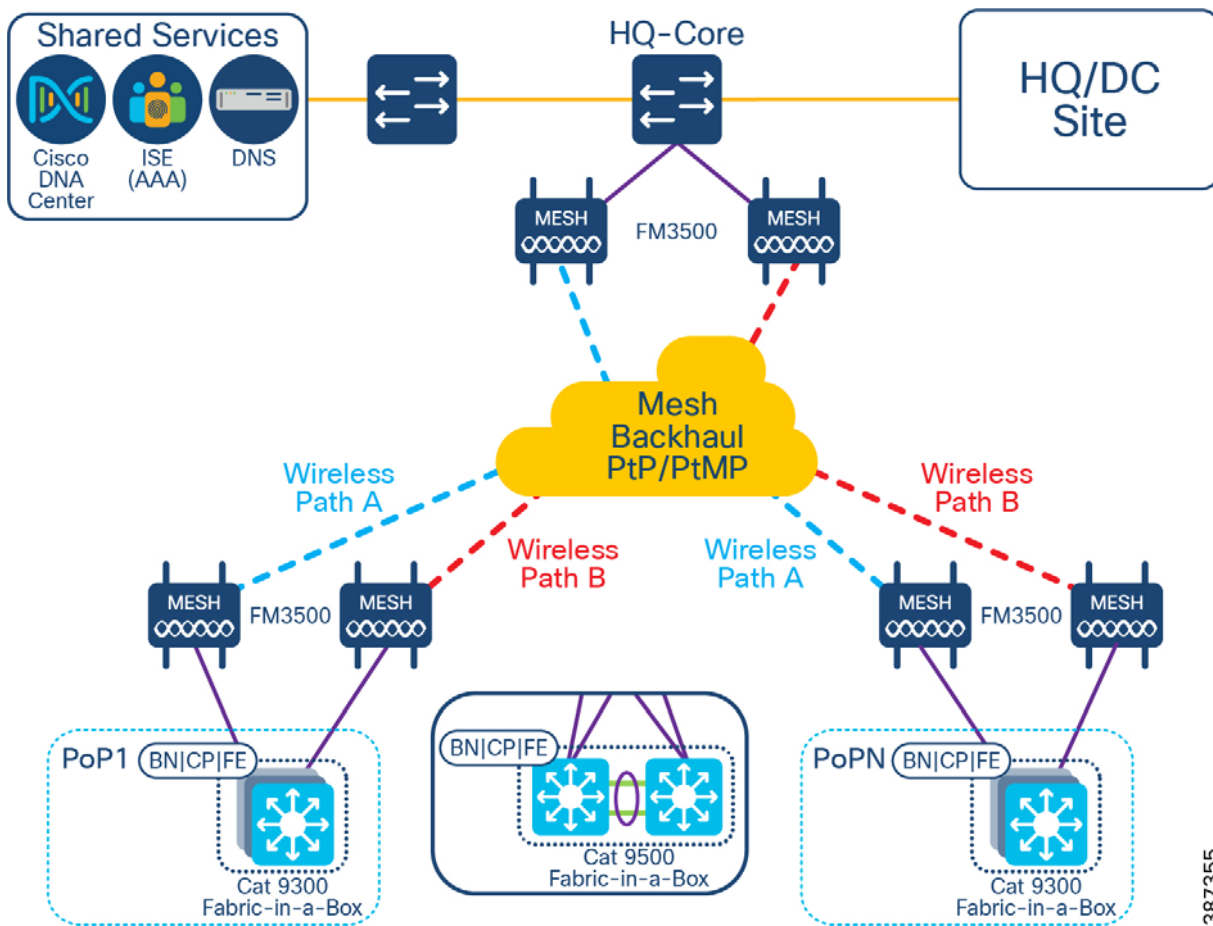 Shared Services
Cisco
DNA
Center
ISE
(AAA)
DNS
HQ-Core
HQ/DC
Site
MESH
FM3500
MESH
Mesh
Backhaul
PtP/PtMP
Wireless
Path A
Wireless
Path B
Wireless
Path A
Wireless
Path B
MESH
FM3500
MESH
MESH
FM3500
MESH
PoP1
BN|CP|FE
Cat 9300
Fabric-in-a-Box
BN|CP|FE
Cat 9500
Fabric-in-a-Box
PoPN
BN|CP|FE
Cat 9300
Fabric-in-a-Box
387355